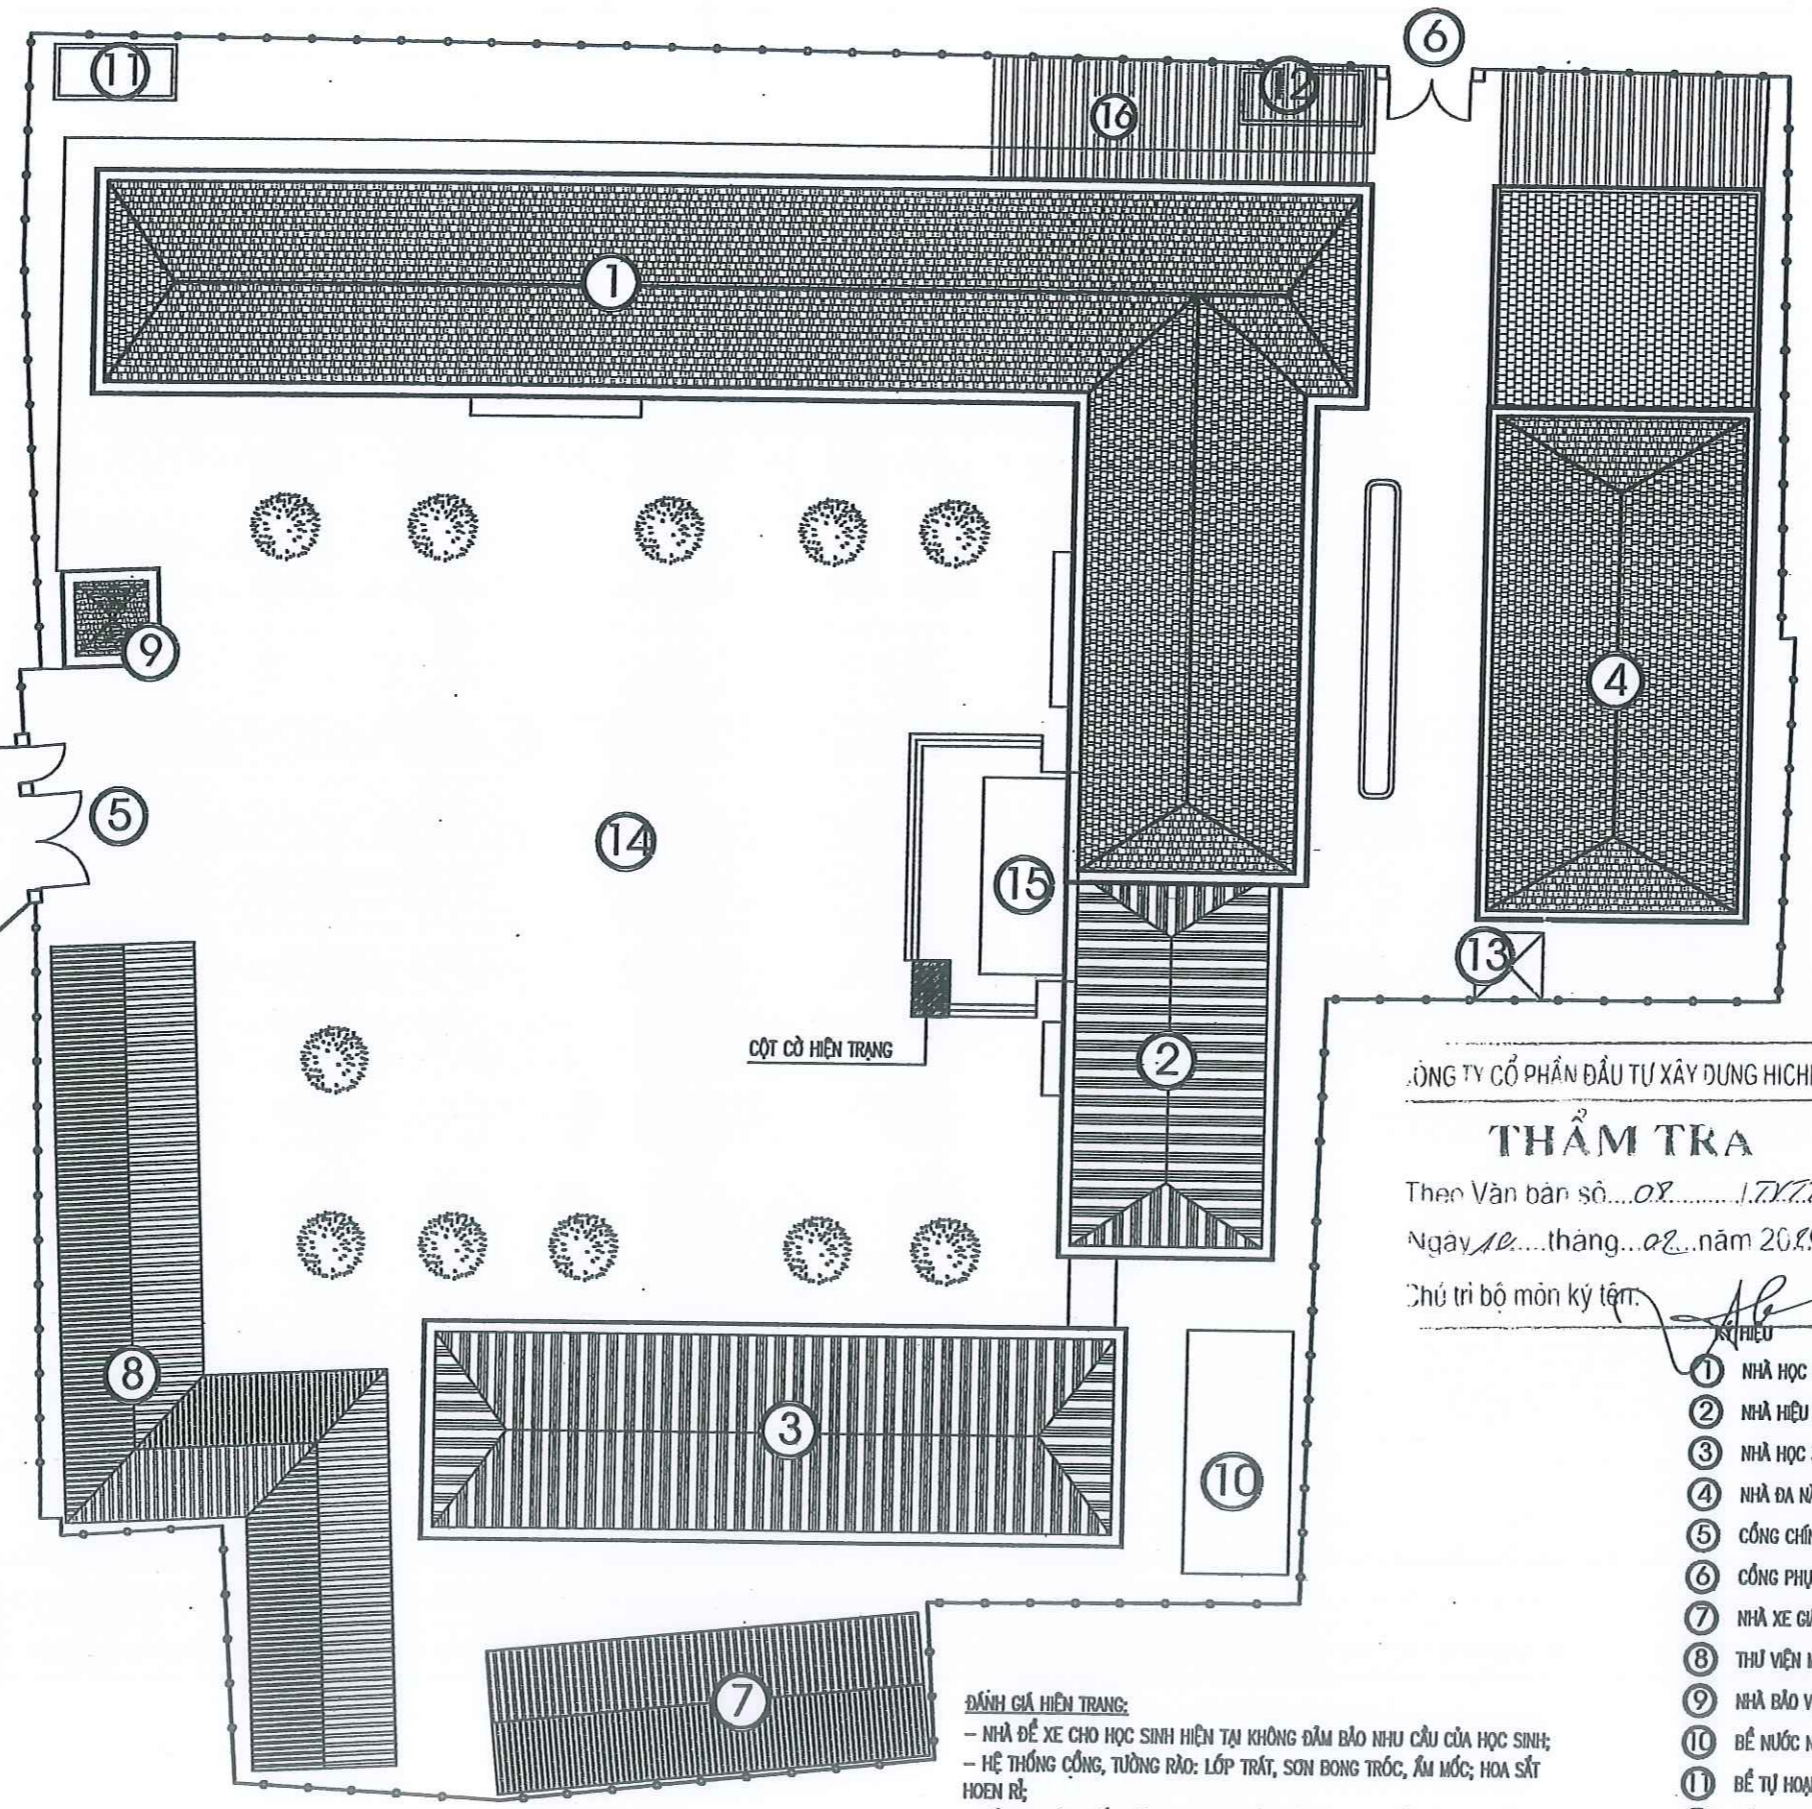 11
6
12
16
1
9
4
5
14
15
13
CỘT CỜ HIỆN TRẠNG
2
8
3
10
7
CÔNG TY CỔ PHẦN ĐẦU TƯ XÂY DỰNG HICH
THẨM TRA
Theo Văn bản số....08........./
Ngày 10....tháng...02...năm 20
Chủ trì bộ môn ký tên:
KÝ HIỆU
1 NHÀ HỌC
2 NHÀ HIỆU
3 NHÀ HỌC
4 NHÀ ĐA
5 CỔNG
6 CỔNG PHỤ
7 NHÀ XE
8 THƯ VIỆN
9 NHÀ BẢO
10 BỂ NƯỚC
11 BỂ TỰ
ĐÁNH GIÁ HIỆN TRẠNG:
- NHÀ ĐỂ XE CHO HỌC SINH HIỆN TẠI KHÔNG ĐẢM BẢO NHU CẦU CỦA HỌC SINH;
- HỆ THỐNG CỔNG, TƯỜNG RÀO: LỚP TRÁT, SƠN BONG TRÓC, ẨM MỐC; HOA SẮT
HOEN RỈ;